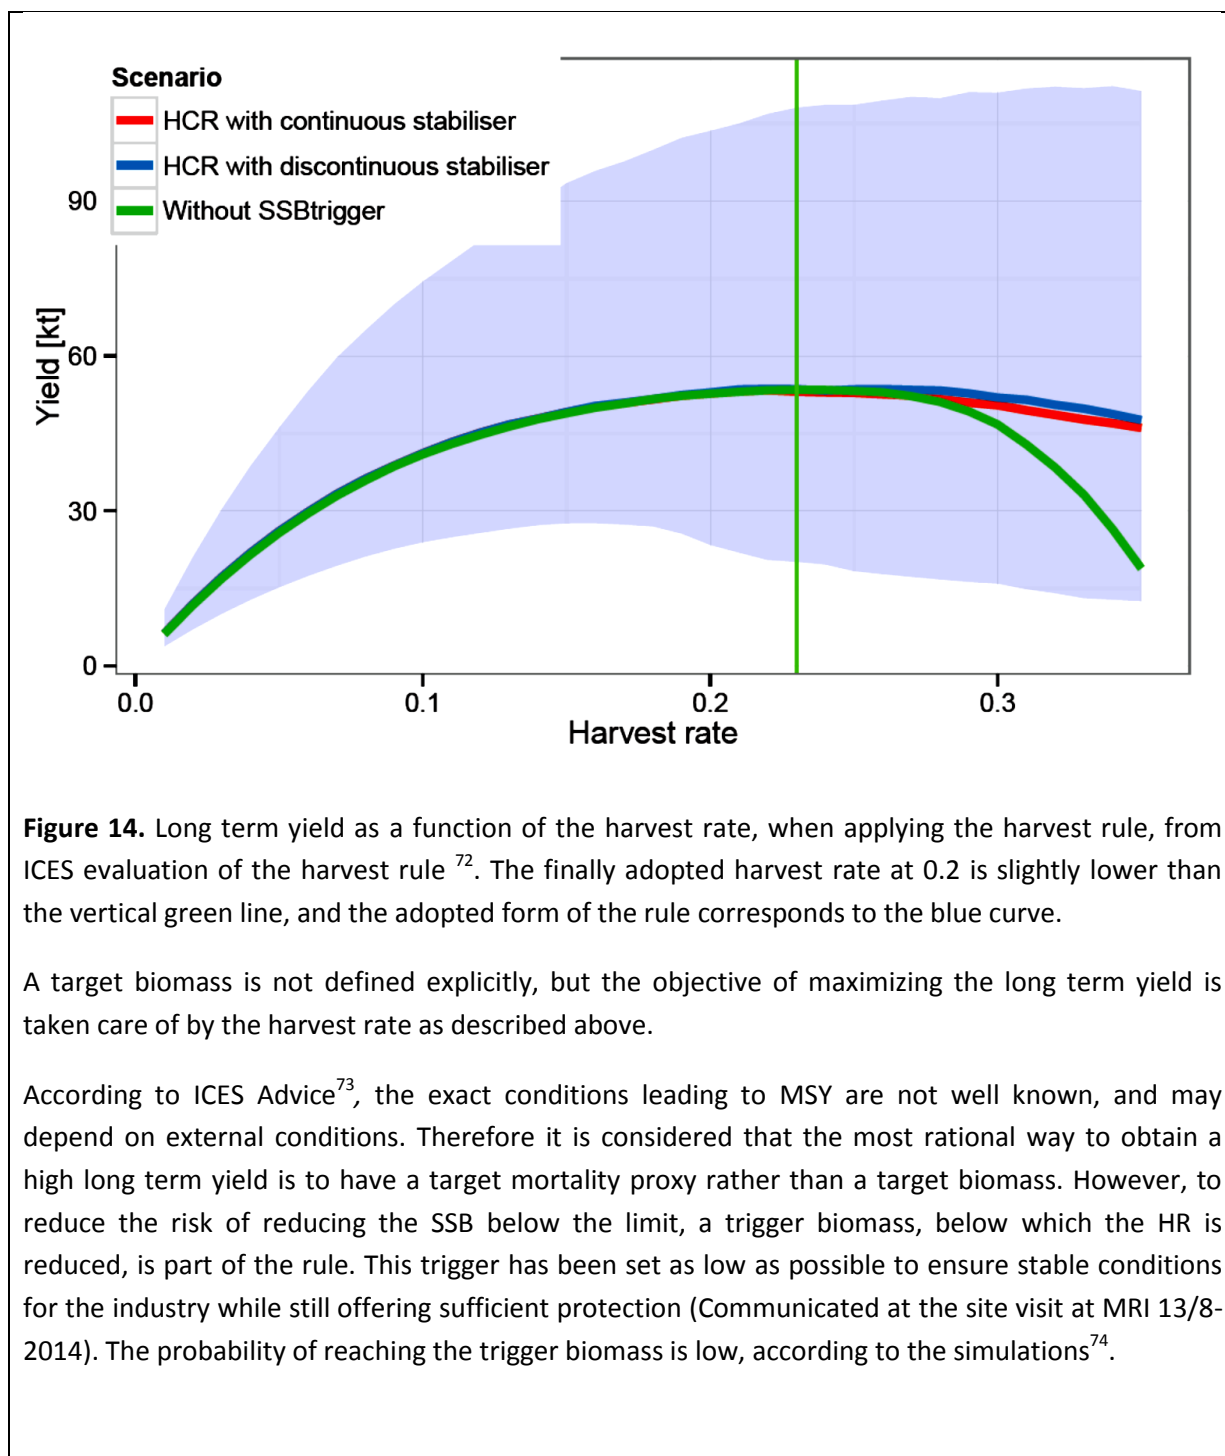 Scenario
HCR with continuous stabiliser
HCR with discontinuous stabiliser
Without SSBtrigger
90
60
30
0
Yield [kt]
0.0 0.1 0.2 0.3
Harvest rate
Figure 14. Long term yield as a function of the harvest rate, when applying the harvest rule, from
ICES evaluation of the harvest rule 72. The finally adopted harvest rate at 0.2 is slightly lower than
the vertical green line, and the adopted form of the rule corresponds to the blue curve.
A target biomass is not defined explicitly, but the objective of maximizing the long term yield is
taken care of by the harvest rate as described above.
According to ICES Advice73, the exact conditions leading to MSY are not well known, and may
depend on external conditions. Therefore it is considered that the most rational way to obtain a
high long term yield is to have a target mortality proxy rather than a target biomass. However, to
reduce the risk of reducing the SSB below the limit, a trigger biomass, below which the HR is
reduced, is part of the rule. This trigger has been set as low as possible to ensure stable conditions
for the industry while still offering sufficient protection (Communicated at the site visit at MRI 13/8-
2014). The probability of reaching the trigger biomass is low, according to the simulations74.